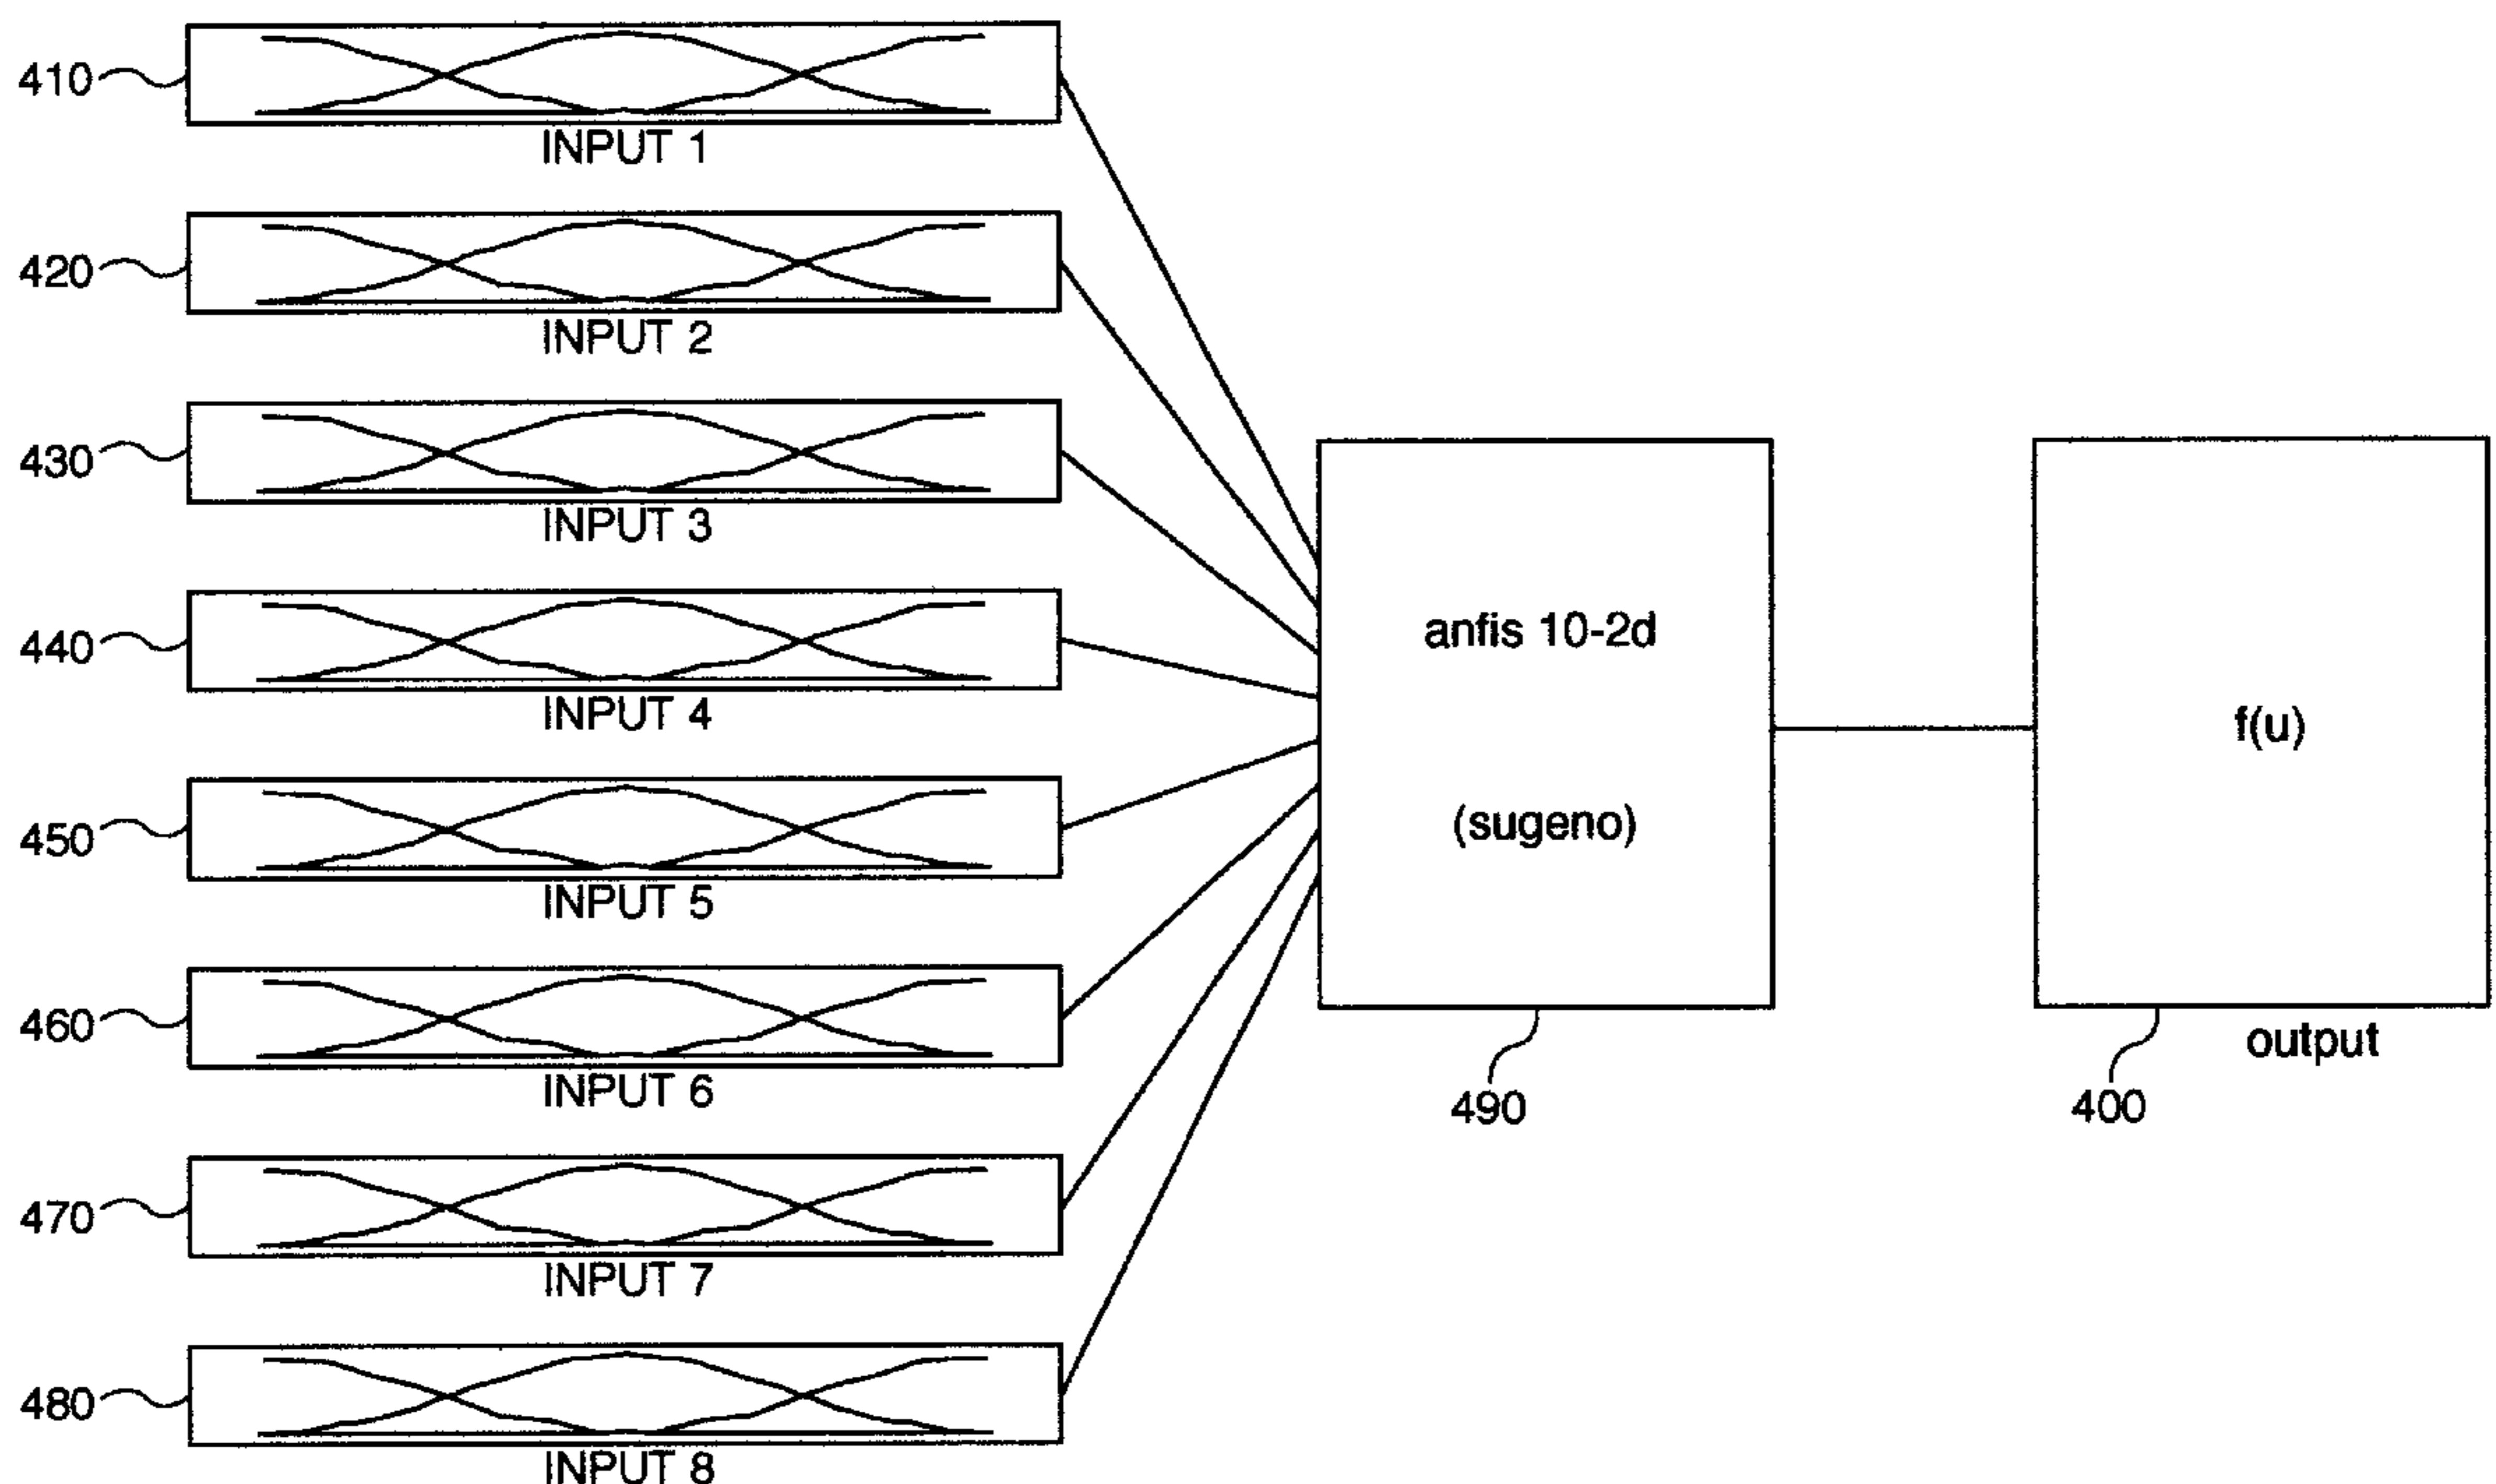 410
INPUT 1
420
INPUT 2
430
INPUT 3
440
INPUT 4
450
INPUT 5
460
INPUT 6
470
INPUT 7
480
INPUT 8
anfis 10-2d
(sugeno)
490
f(u)
output
400